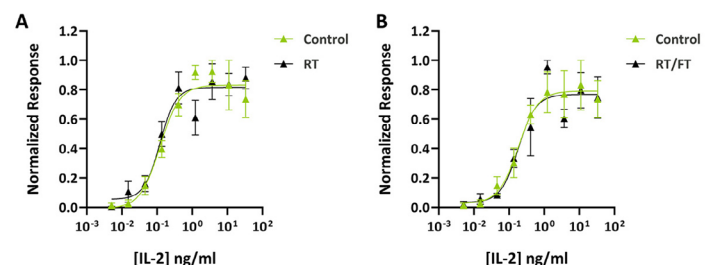 A
Normalized Response
1.2
1.0
0.8
0.6
0.4
0.2
0.0
10⁻³ 10⁻² 10⁻¹ 10⁰ 10¹ 10²
[IL-2] ng/ml
Control
RT
B
Normalized Response
1.2
1.0
0.8
0.6
0.4
0.2
0.0
10⁻³ 10⁻² 10⁻¹ 10⁰ 10¹ 10²
[IL-2] ng/ml
Control
RT/FT